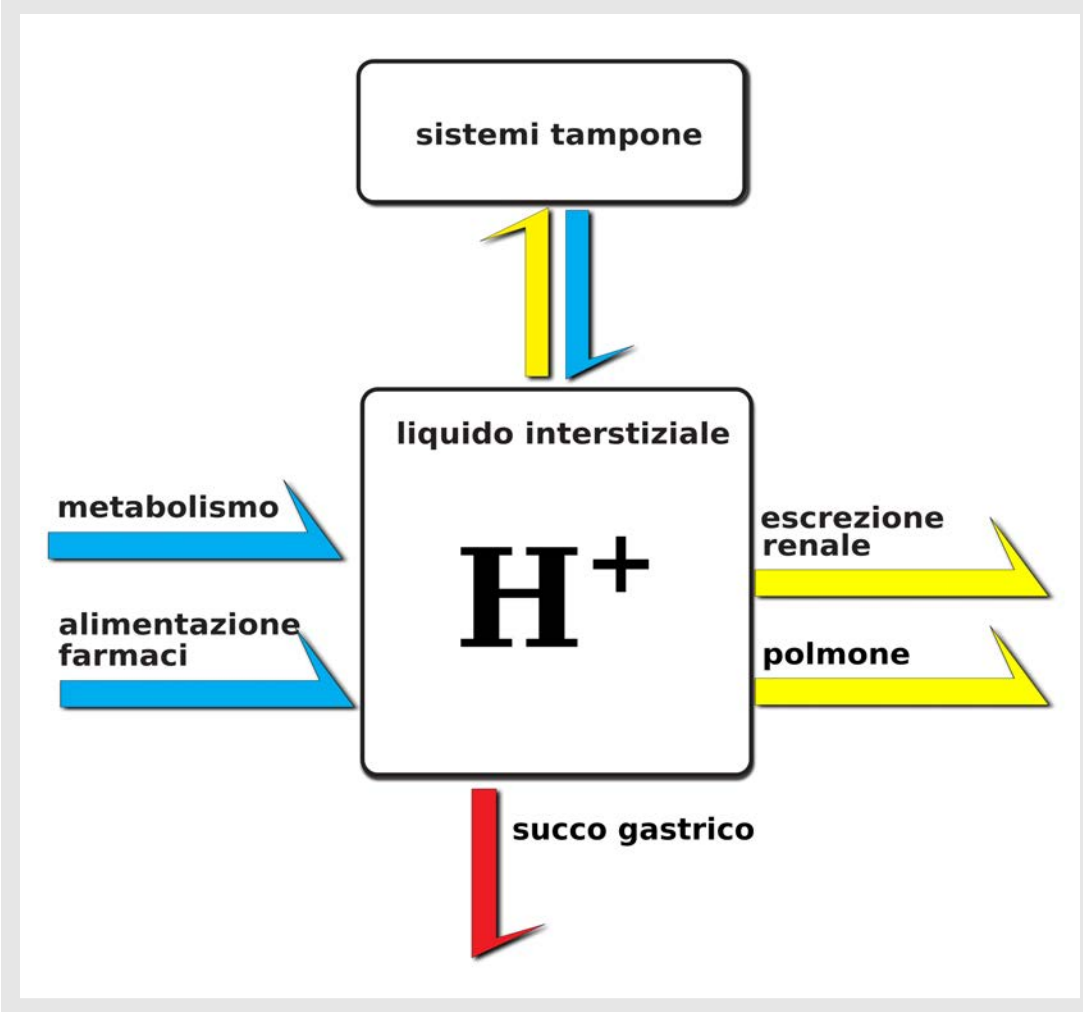 sistemi tampone
liquido interstiziale
H⁺
metabolismo
alimentazione
farmaci
escrezione
renale
polmone
succo gastrico